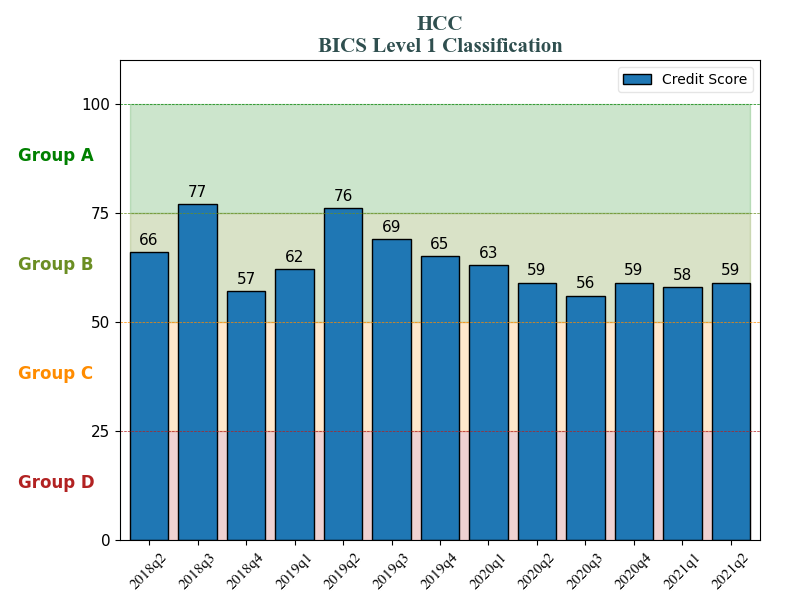 HCC
BICS Level 1 Classification
Credit Score
100
Group A
77
76
75
69
66
65
63
62
59
59
59
58
57
56
Group B
50
Group C
25
Group D
0
2018q2
2018q3
2018q4
2019q1
2019q2
2019q3
2019q4
2020q1
2020q2
2020q3
2020q4
2021q1
2021q2